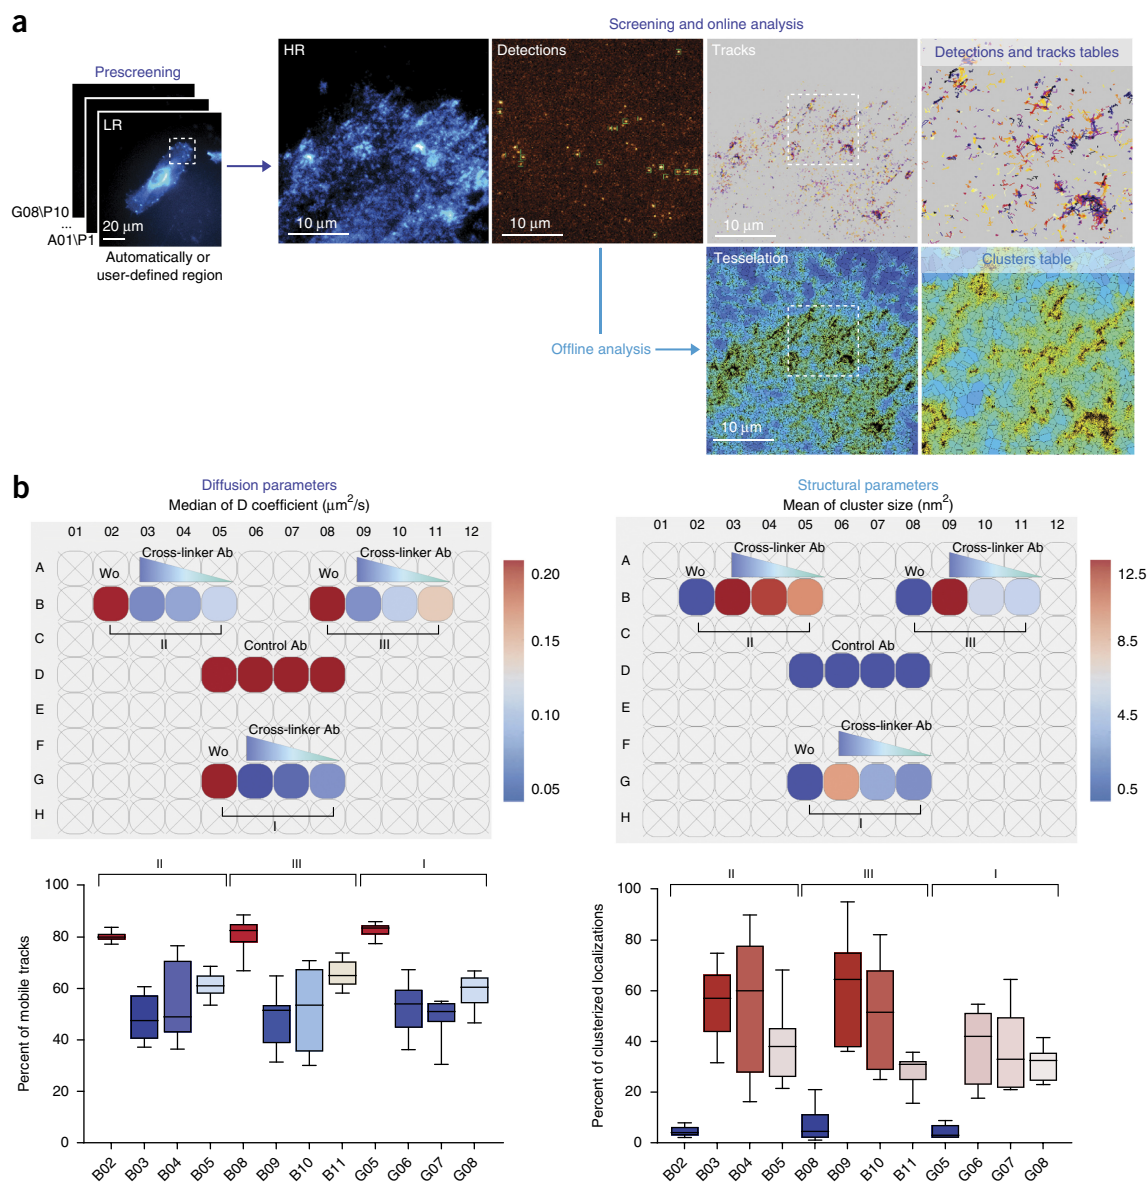 a
Screening and online analysis
Prescreening
LR
G08\P10
...
A01\P1
20 μm
Automatically or
user-defined region
HR
10 μm
Detections
10 μm
Tracks
10 μm
Detections and tracks tables
Offline analysis
Tesselation
10 μm
Clusters table
b
Diffusion parameters
Median of D coefficient (μm²/s)
01 02 03 04 05 06 07 08 09 10 11 12
A
B
C
D
E
F
G
H
Cross-linker Ab
Cross-linker Ab
Wo
Wo
II
III
Control Ab
Cross-linker Ab
Wo
I
0.20
0.15
0.10
0.05
Structural parameters
Mean of cluster size (nm²)
01 02 03 04 05 06 07 08 09 10 11 12
A
B
C
D
E
F
G
H
Cross-linker Ab
Cross-linker Ab
Wo
Wo
II
III
Control Ab
Cross-linker Ab
Wo
I
12.5
8.5
4.5
0.5
II
III
I
Percent of mobile tracks
100
80
60
40
20
0
B02 B03 B04 B05 B08 B09 B10 B11 G05 G06 G07 G08
II
III
I
Percent of clusterized localizations
100
80
60
40
20
0
B02 B03 B04 B05 B08 B09 B10 B11 G05 G06 G07 G08